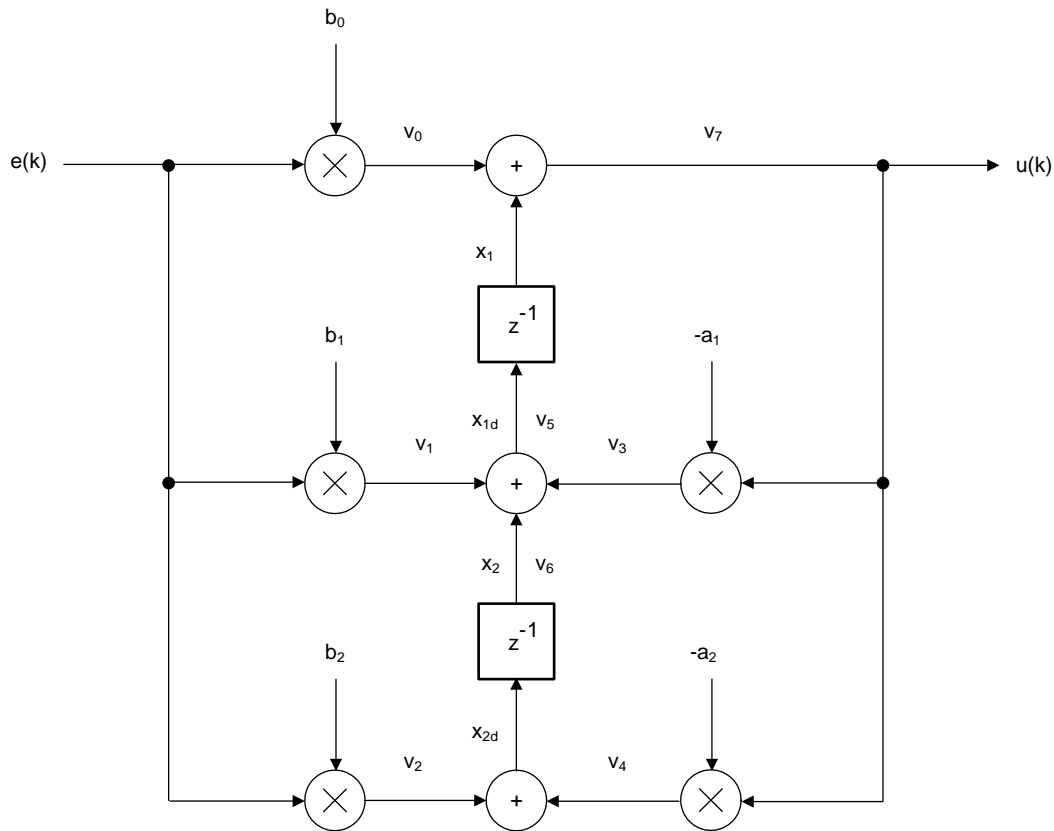 b₀
e(k) v₀ + v₇ u(k)
x₁
z⁻¹
b₁ -a₁
x₁d v₅
v₁ + v₃
x₂ v₆
z⁻¹
b₂ -a₂
x₂d
v₂ + v₄